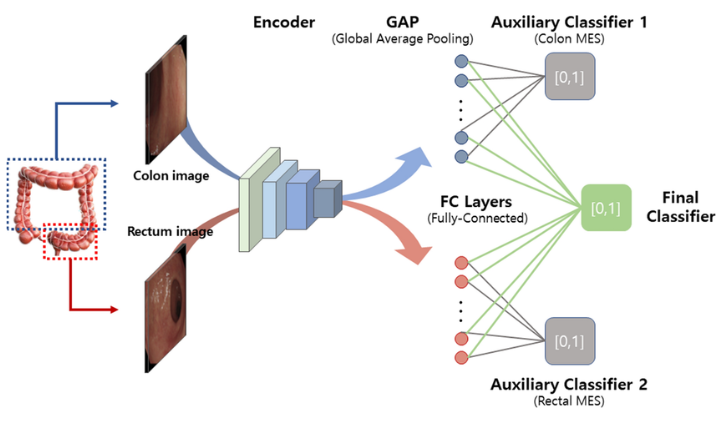 Encoder
GAP
(Global Average Pooling)
Auxiliary Classifier 1
(Colon MES)
[0,1]
Colon image
Rectum image
FC Layers
(Fully-Connected)
[0,1]
Final
Classifier
[0,1]
Auxiliary Classifier 2
(Rectal MES)